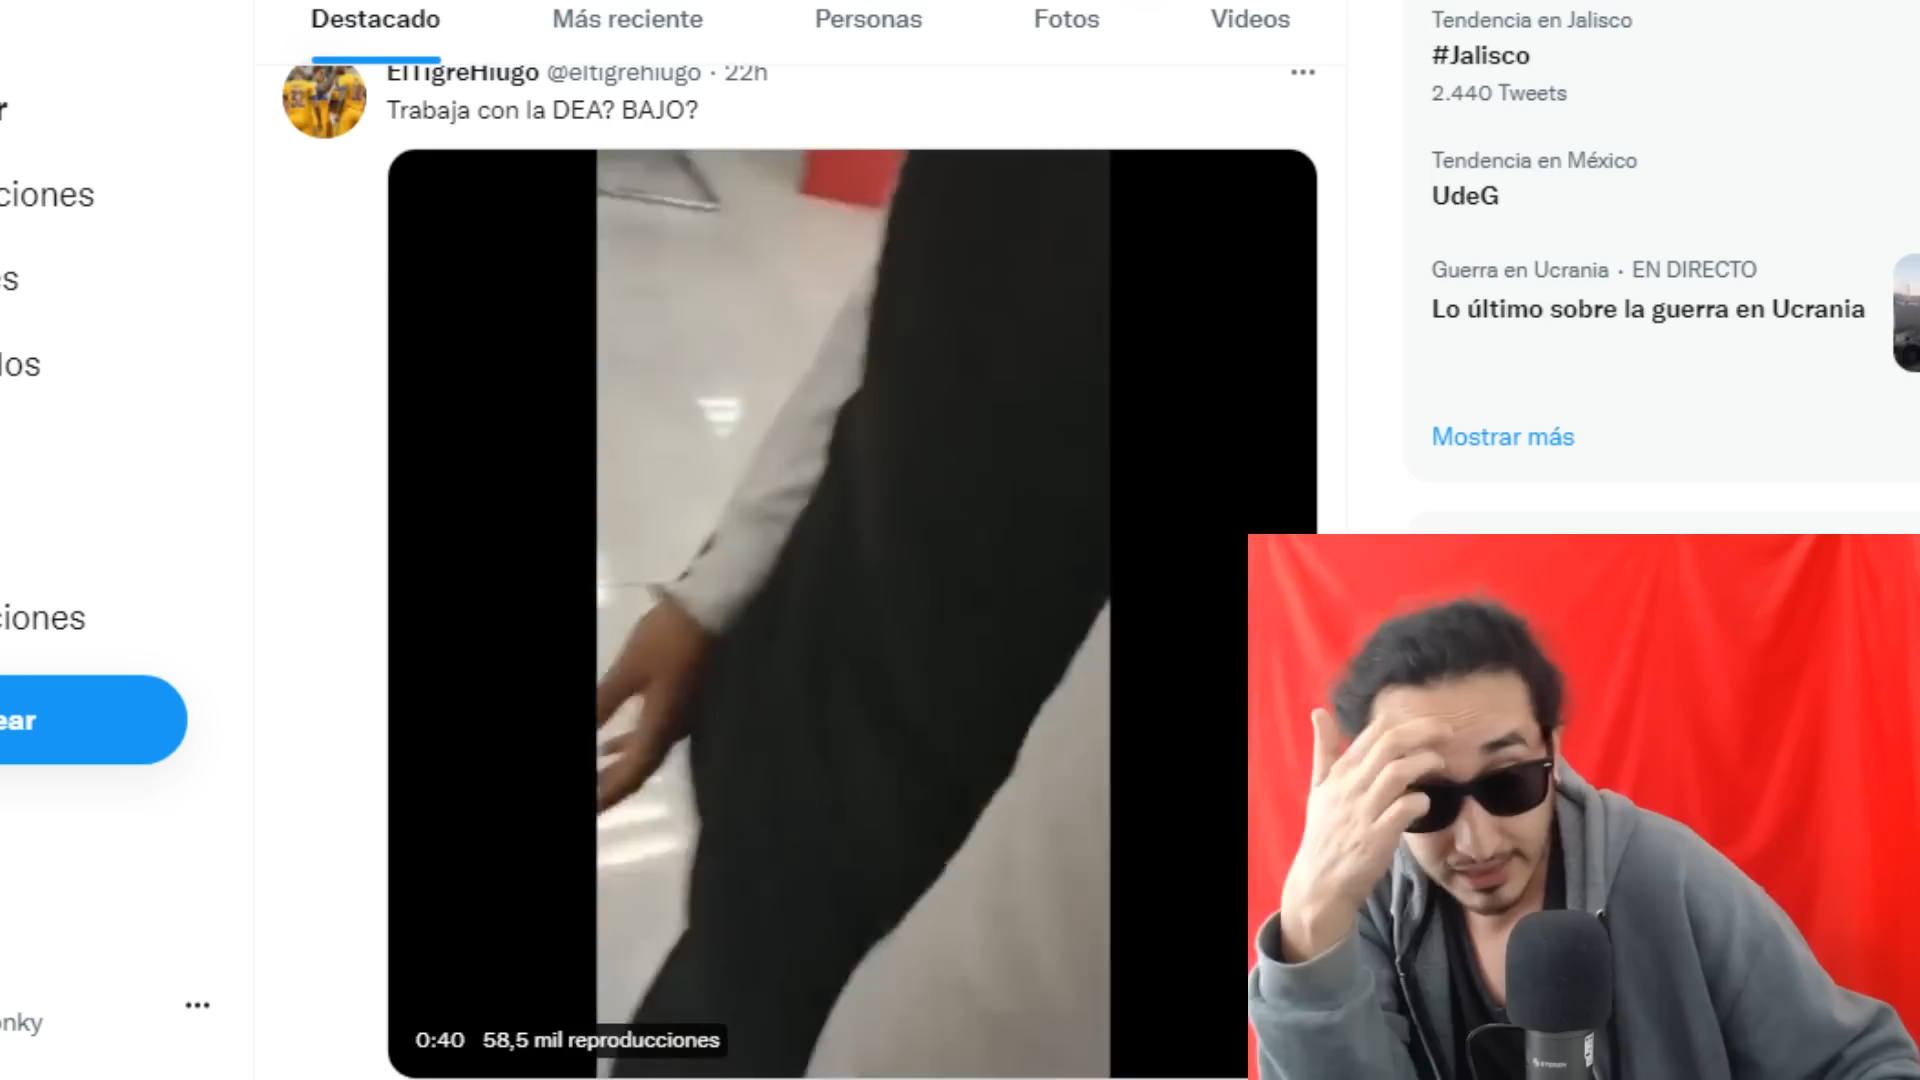 Destacado
Más reciente
Personas
Fotos
Videos
ElTigreHiugo @eltigrehiugo · 22h
Trabaja con la DEA? BAJO?
0:40 58,5 mil reproducciones
r
ciones
s
los
ciones
ear
nky
Tendencia en Jalisco
#Jalisco
2.440 Tweets
Tendencia en México
UdeG
Guerra en Ucrania · EN DIRECTO
Lo último sobre la guerra en Ucrania
Mostrar más